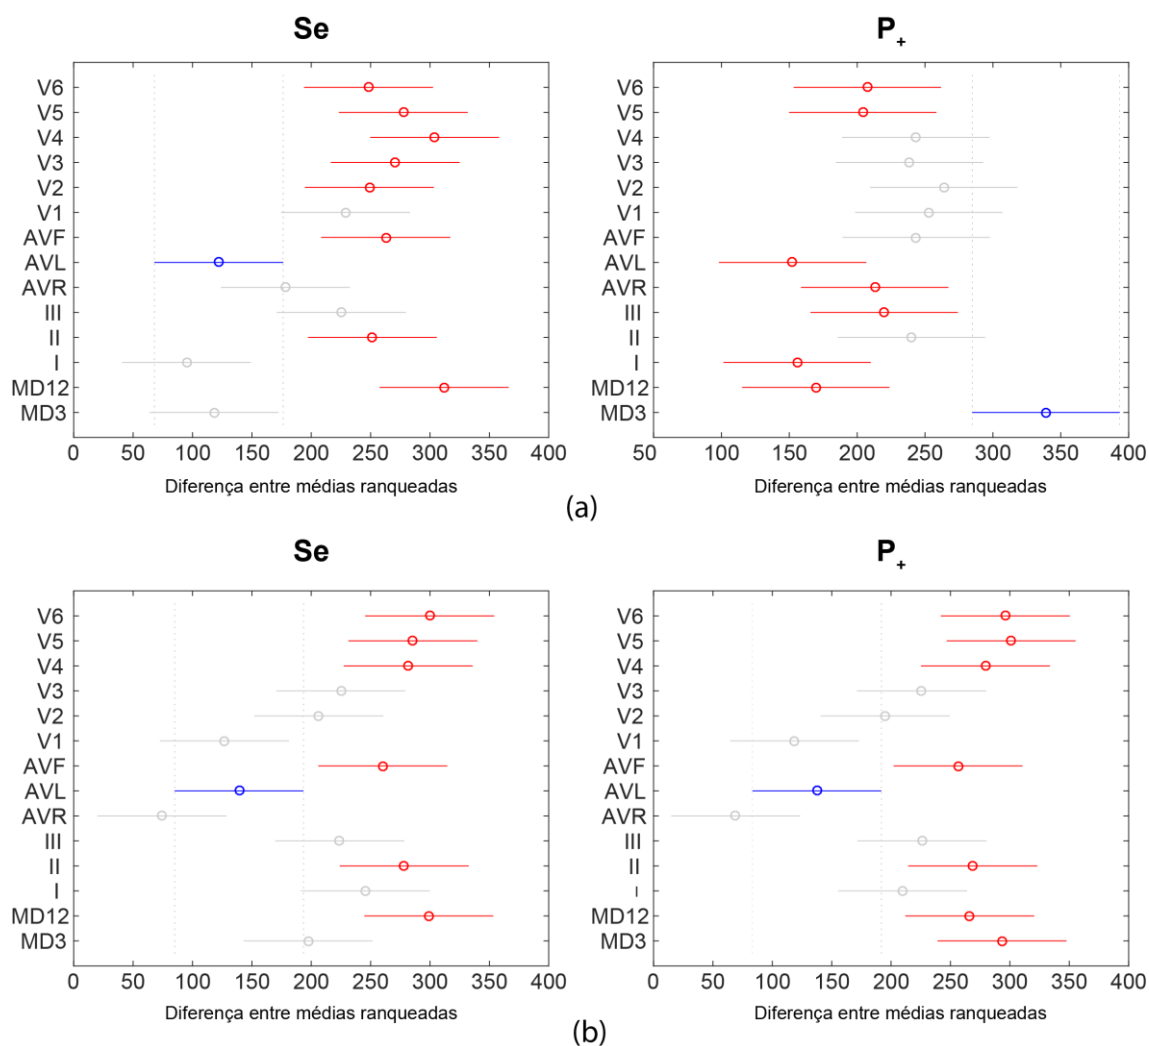 Se
V6
V5
V4
V3
V2
V1
AVF
AVL
AVR
III
II
I
MD12
MD3
0 50 100 150 200 250 300 350 400
Diferença entre médias ranqueadas
P+
V6
V5
V4
V3
V2
V1
AVF
AVL
AVR
III
II
I
MD12
MD3
50 100 150 200 250 300 350 400
Diferença entre médias ranqueadas
(a)
Se
V6
V5
V4
V3
V2
V1
AVF
AVL
AVR
III
II
I
MD12
MD3
0 50 100 150 200 250 300 350 400
Diferença entre médias ranqueadas
P+
V6
V5
V4
V3
V2
V1
AVF
AVL
AVR
III
II
I
MD12
MD3
0 50 100 150 200 250 300 350 400
Diferença entre médias ranqueadas
(b)